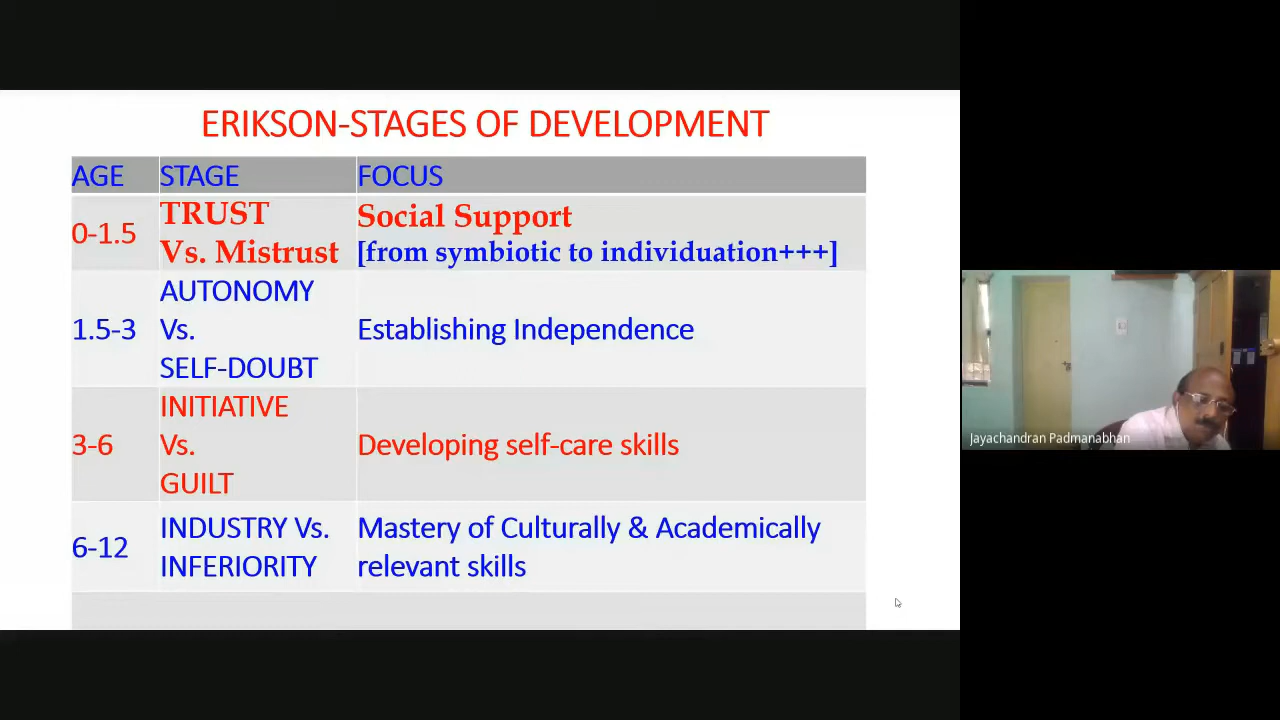 ERIKSON-STAGES OF DEVELOPMENT
AGE STAGE FOCUS
0-1.5
TRUST
Vs. Mistrust
Social Support
[from symbiotic to individuation+++]
1.5-3
AUTONOMY
Vs.
SELF-DOUBT
Establishing Independence
3-6
INITIATIVE
Vs.
GUILT
Developing self-care skills
6-12
INDUSTRY Vs.
INFERIORITY
Mastery of Culturally & Academically
relevant skills
Jayachandran Padmanabhan